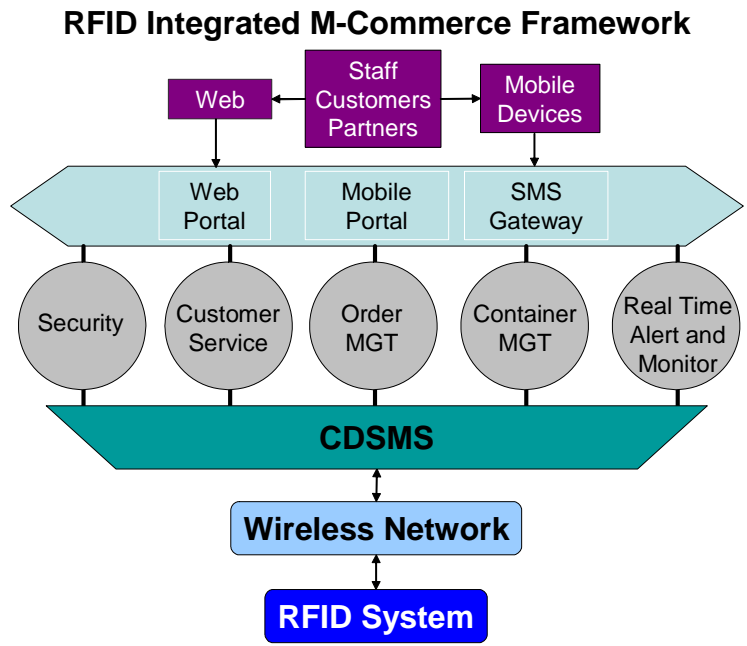 RFID Integrated M-Commerce Framework
Staff
Customers
Partners
Web
Mobile
Devices
Web
Portal
Mobile
Portal
SMS
Gateway
Security
Customer
Service
Order
MGT
Container
MGT
Real Time
Alert and
Monitor
CDSMS
Wireless Network
RFID System